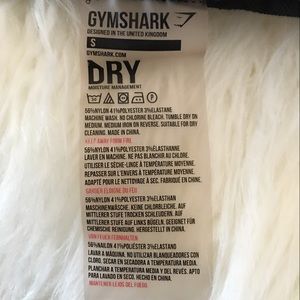 GYMSHARK
DESIGNED IN THE UNITED KINGDOM
S
GYMSHARK.COM
DRY
MOISTURE MANAGEMENT
56%NYLON 41%POLYESTER 3%ELASTANE
MACHINE WASH. NO CHLORINE BLEACH. TUMBLE DRY ON
MEDIUM. MEDIUM IRON ON REVERSE. SUITABLE FOR DRY
CLEANING. MADE IN CHINA.
KEEP AWAY FORM FIRE
56%NYLON 41%POLYESTER 3%ÉLASTHANNE
LAVER EN MACHINE. NE PAS BLANCHIR AU CHLORE.
UTILISER LE SÈCHE-LINGE À TEMPÉRATURE MOYENNE.
REPASSER SUR L'ENVERS À TEMPÉRATURE MOYENNE.
ADAPTÉ POUR LE NETTOYAGE À SEC. FABRIQUÉ EN CHINE.
GARDER ELOIGNE DU FEU
56%NYLON 41%POLYESTER 3%ELASTHAN
MASCHINENWÄSCHE. KEINE CHLORBLEICHE. AUF
MITTLERER STUFE TROCKEN SCHLEUDERN. AUF
MITTLERER STUFE AUF LINKS BÜGELN. GEEIGNET FÜR
CHEMISCHE REINIGUNG. HERGESTELLT IN CHINA.
VON FEUER FERNHALTEN
56%NAILON 41%POLIÉSTER 3%ELASTANO
LAVAR A MÁQUINA. NO UTILIZAR BLANQUEADORES CON
CLORO. SECAR EN SECADORA A TEMPERATURA MEDIA.
PLANCHAR A TEMPERATURA MEDIA Y DEL REVÉS. APTO
PARA LAVADO EN SECO. HECHO EN CHINA.
MANTENER LEJOS DEL FUEGO